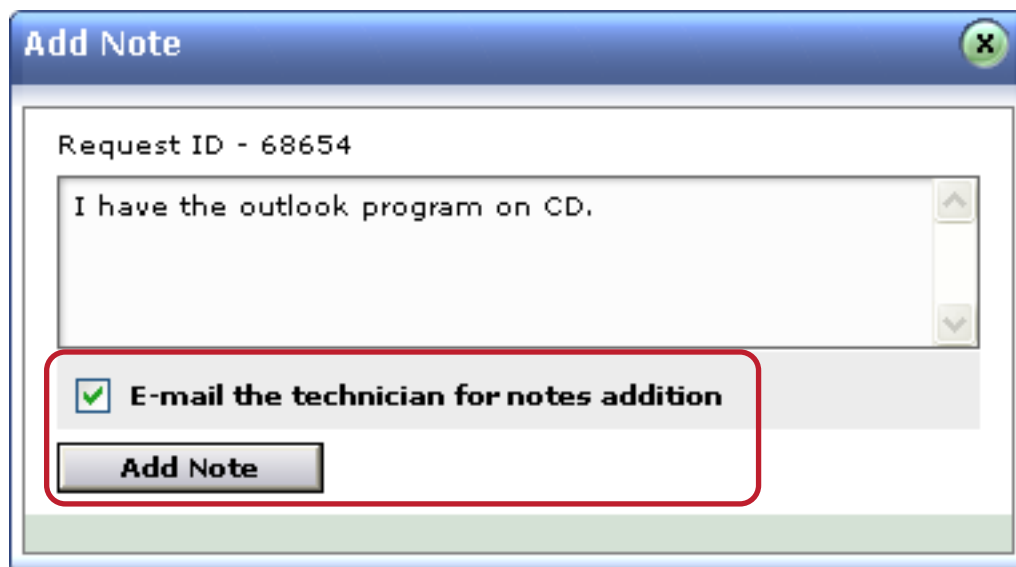 Add Note
Request ID - 68654
I have the outlook program on CD.
E-mail the technician for notes addition
Add Note